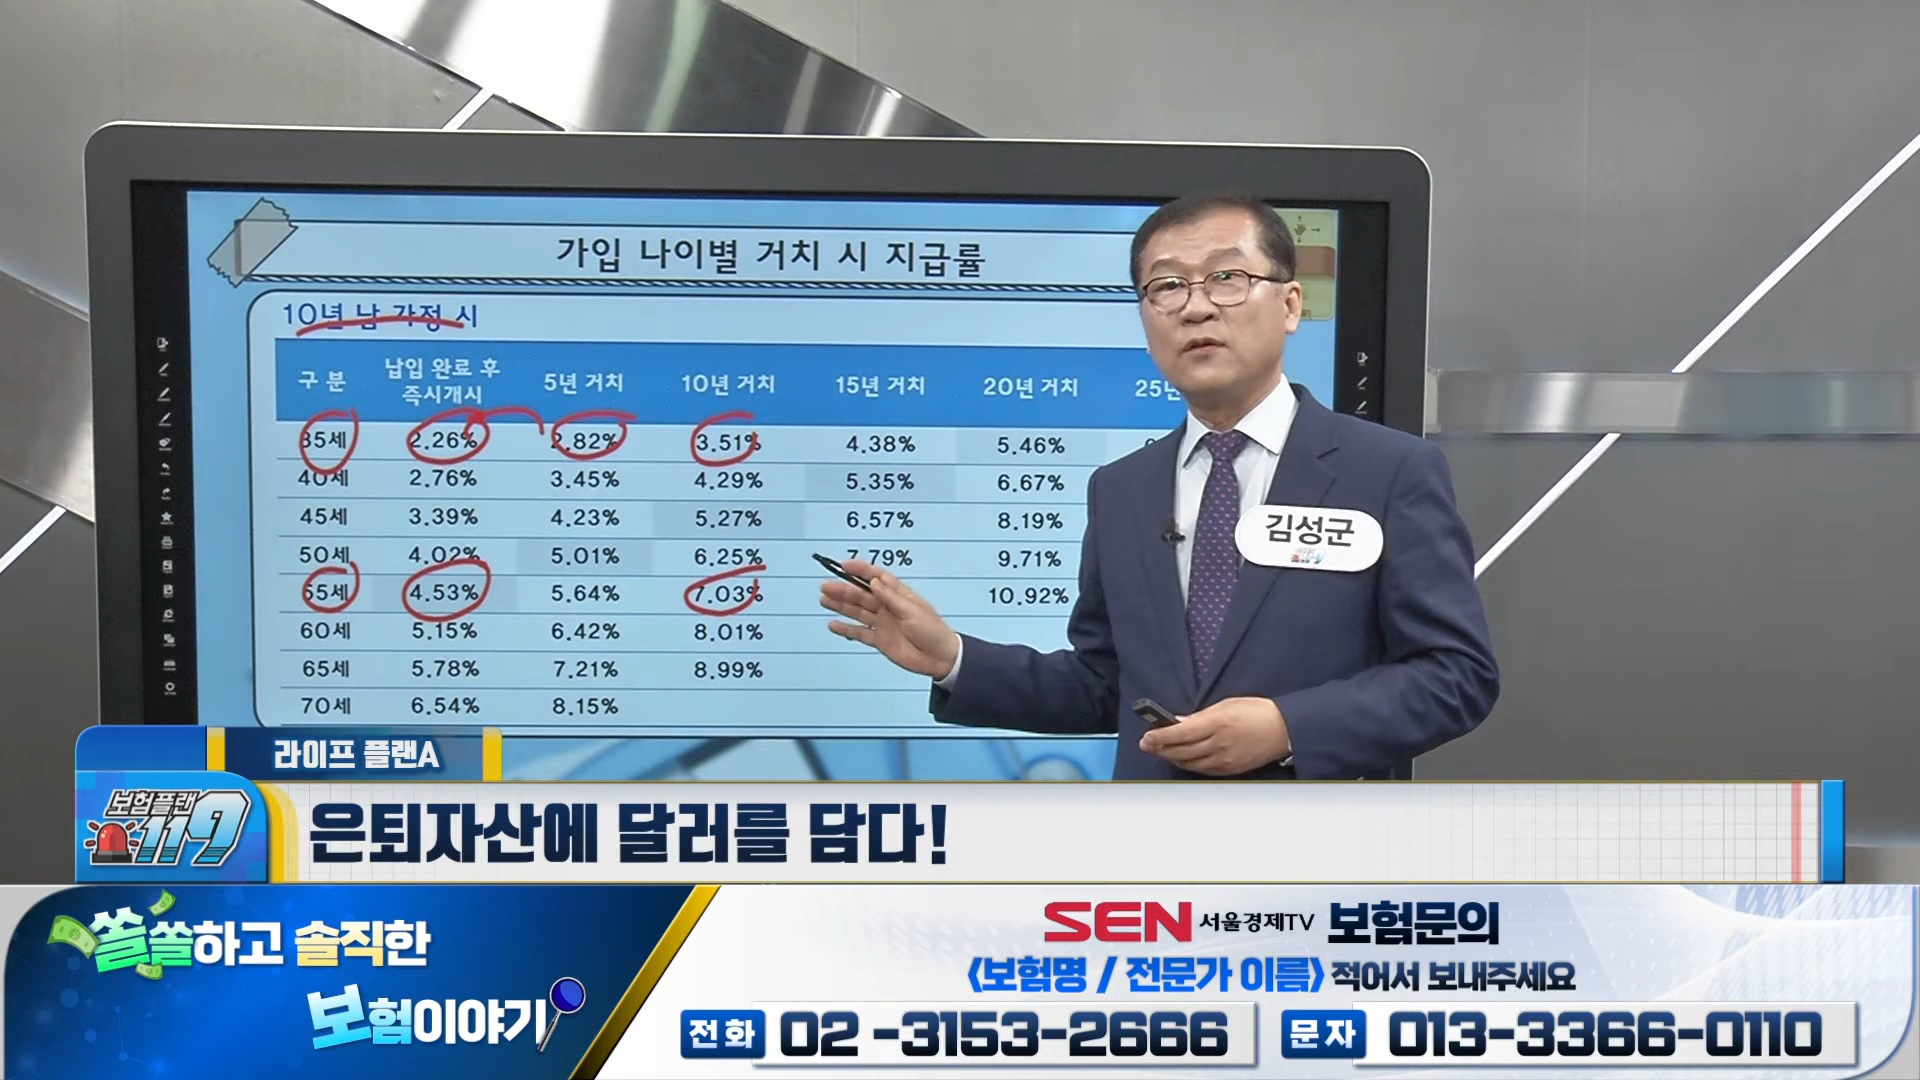 가입 나이별 거치 시 지급률
10년 납 가정 시
구 분 납입 완료 후 즉시개시 5년 거치 10년 거치 15년 거치 20년 거치
35세 2.26% 2.82% 3.51% 4.38% 5.46%
40세 2.76% 3.45% 4.29% 5.35% 6.67%
45세 3.39% 4.23% 5.27% 6.57% 8.19%
50세 4.02% 5.01% 6.25% 7.79% 9.71%
55세 4.53% 5.64% 7.03% 10.92%
60세 5.15% 6.42% 8.01%
65세 5.78% 7.21% 8.99%
70세 6.54% 8.15%
김성군
라이프 플랜A
보험플랜
119
은퇴자산에 달러를 담다!
쏠쏠하고 솔직한
보험이야기
SEN 서울경제TV 보험문의
<보험명 / 전문가 이름> 적어서 보내주세요
전화 02-3153-2666 문자 013-3366-0110